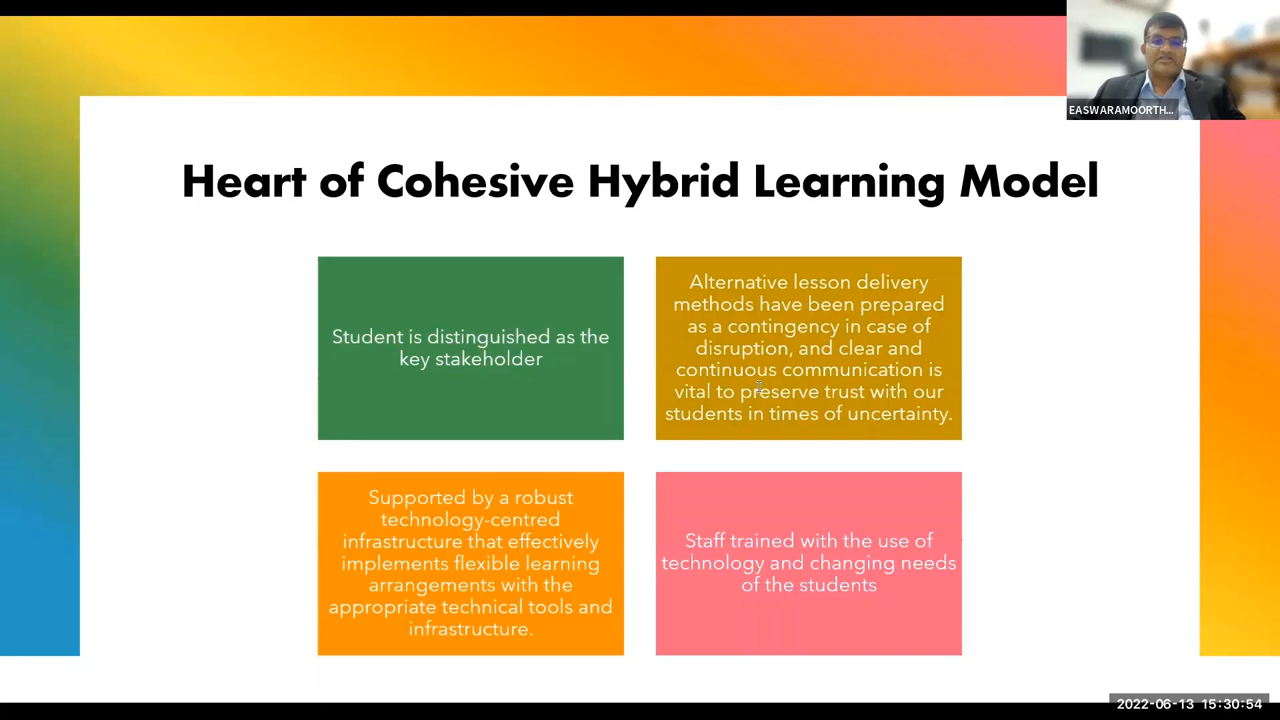 EASWARAMOORTH...
Heart of Cohesive Hybrid Learning Model
Student is distinguished as the
key stakeholder
Alternative lesson delivery
methods have been prepared
as a contingency in case of
disruption, and clear and
continuous communication is
vital to preserve trust with our
students in times of uncertainty.
Supported by a robust
technology-centred
infrastructure that effectively
implements flexible learning
arrangements with the
appropriate technical tools and
infrastructure.
Staff trained with the use of
technology and changing needs
of the students
2022-06-13 15:30:54